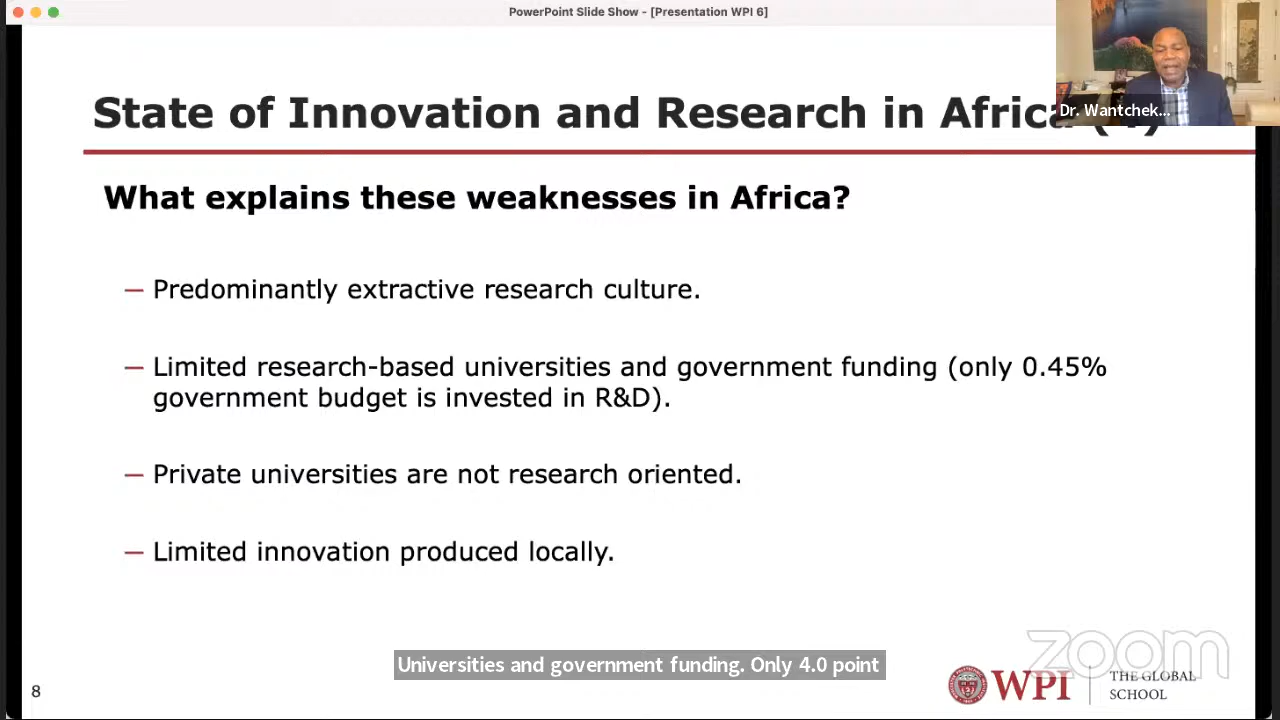 PowerPoint Slide Show - [Presentation WPI 6]
State of Innovation and Research in Africa (4)
Dr. Wantchek...
What explains these weaknesses in Africa?
— Predominantly extractive research culture.
— Limited research-based universities and government funding (only 0.45%
government budget is invested in R&D).
— Private universities are not research oriented.
— Limited innovation produced locally.
Universities and government funding. Only 4.0 point
zoom
8
WPI
THE GLOBAL
SCHOOL